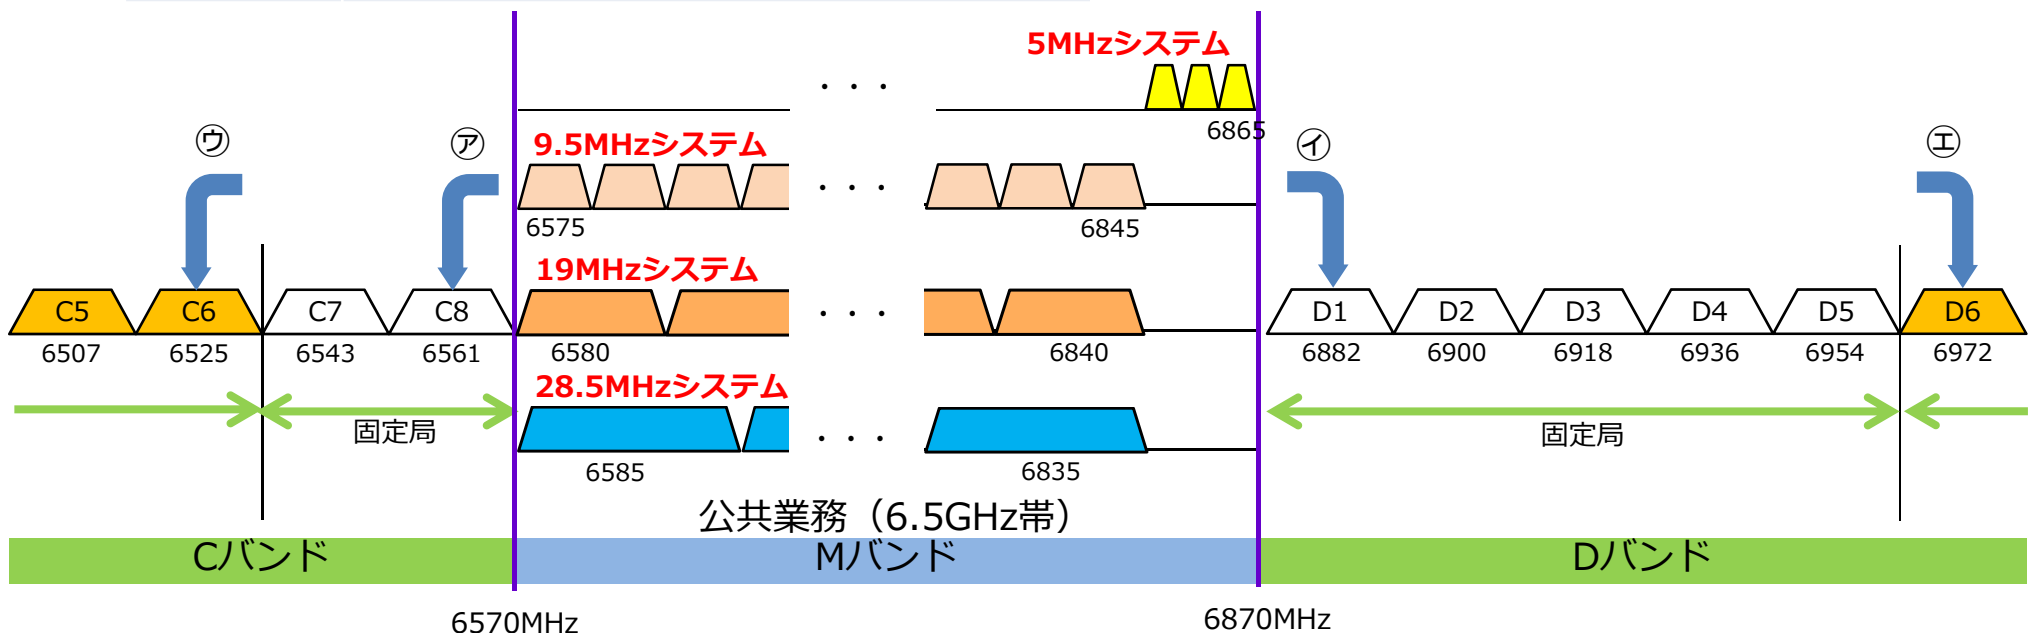 5MHzシステム
・・・
6865
㋒
㋐
9.5MHzシステム
㋑
㋓
・・・
6575
6845
19MHzシステム
C5
C6
C7
C8
・・・
D1
D2
D3
D4
D5
D6
6507
6525
6543
6561
6580
6840
6882
6900
6918
6936
6954
6972
28.5MHzシステム
固定局
・・・
固定局
6585
6835
公共業務（6.5GHz帯）
Cバンド
Mバンド
Dバンド
6570MHz
6870MHz